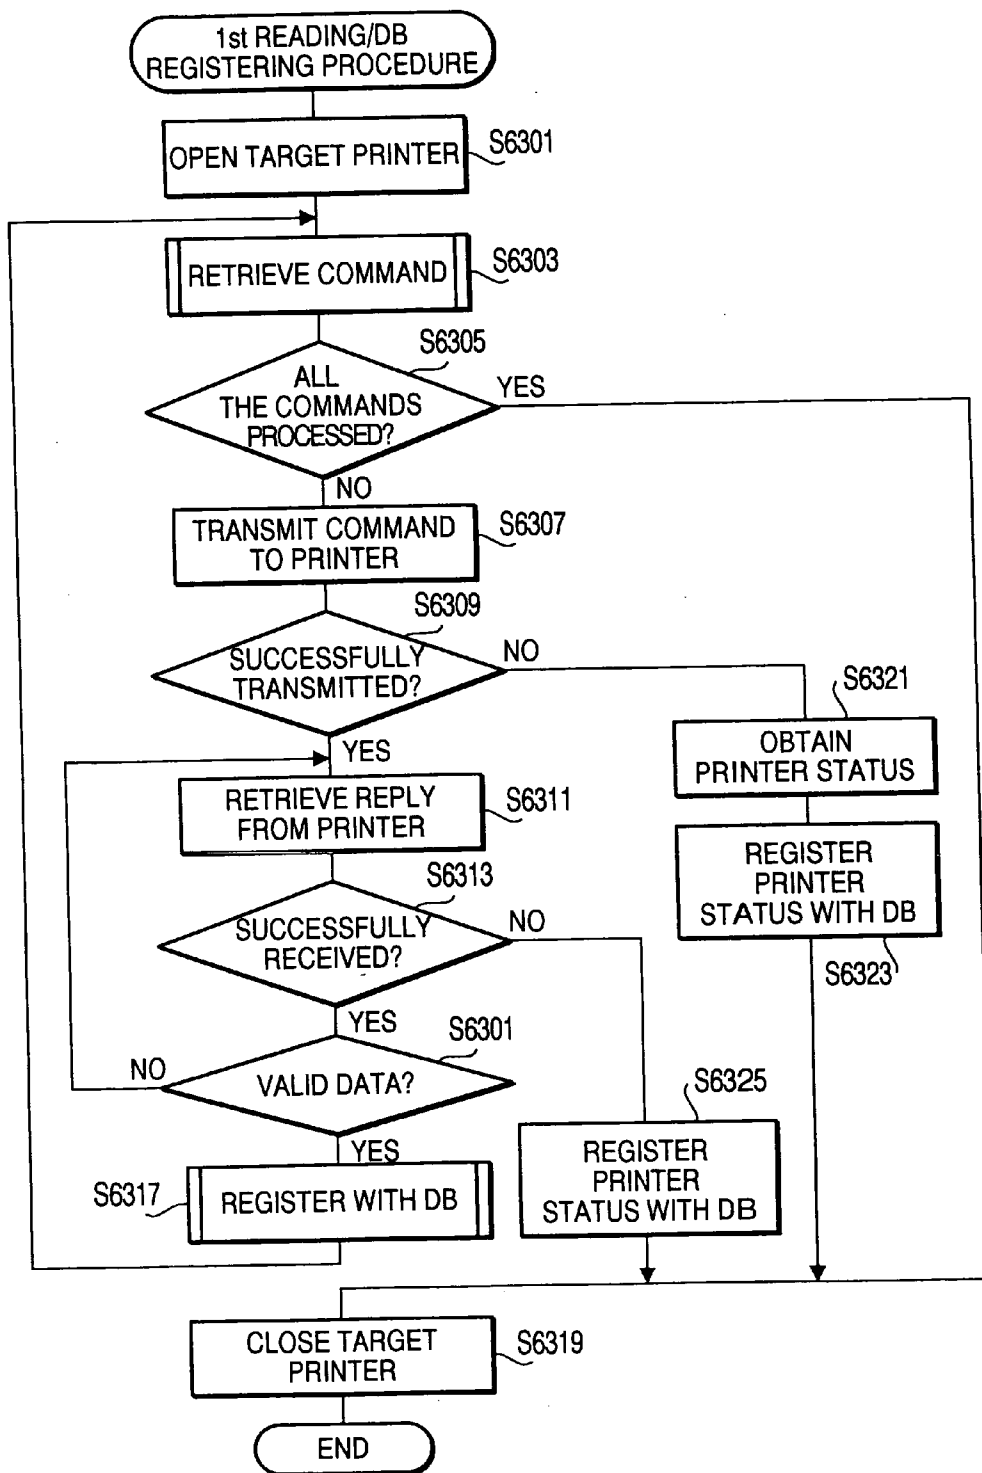 1st READING/DB
REGISTERING PROCEDURE
OPEN TARGET PRINTER
S6301
RETRIEVE COMMAND
S6303
S6305
ALL
THE COMMANDS
PROCESSED?
YES
NO
TRANSMIT COMMAND
TO PRINTER
S6307
S6309
SUCCESSFULLY
TRANSMITTED?
NO
YES
S6321
OBTAIN
PRINTER STATUS
RETRIEVE REPLY
FROM PRINTER
S6311
REGISTER
PRINTER
STATUS WITH DB
S6323
S6313
SUCCESSFULLY
RECEIVED?
NO
YES
S6301
VALID DATA?
NO
YES
S6325
REGISTER
PRINTER
STATUS WITH DB
S6317
REGISTER WITH DB
CLOSE TARGET
PRINTER
S6319
END